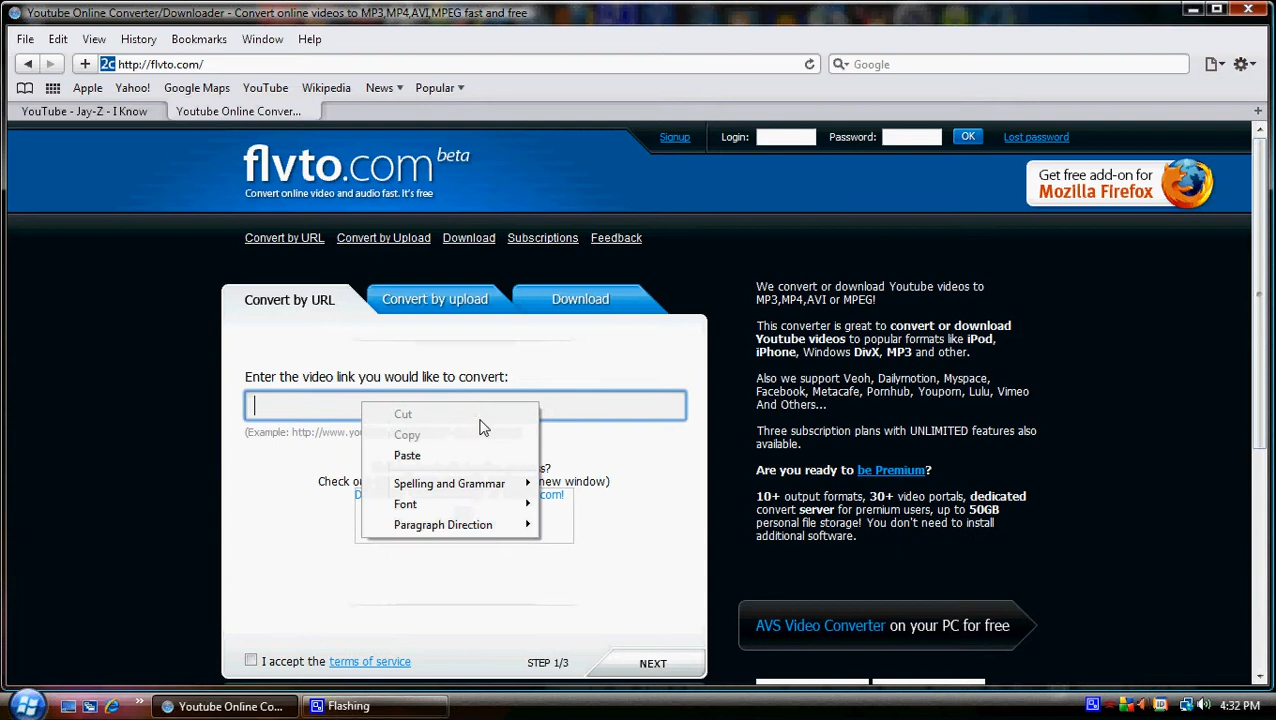 Youtube Online Converter/Downloader - Convert online videos to MP3,MP4,AVI,MPEG fast and free
File Edit View History Bookmarks Window Help
http://flvto.com/
Google
Apple Yahoo! Google Maps YouTube Wikipedia News Popular
YouTube - Jay-Z - I Know
Youtube Online Conver...
Signup Login: Password: OK Lost password
flvto.com beta
Convert online video and audio fast. It's free
Get free add-on for
Mozilla Firefox
Convert by URL Convert by Upload Download Subscriptions Feedback
Convert by URL Convert by upload Download
Enter the video link you would like to convert:
(Example: http://www.yo
Cut
Copy
Paste
Spelling and Grammar
Font
Paragraph Direction
s?
Check o new window)
D om!
I accept the terms of service
STEP 1/3
NEXT
We convert or download Youtube videos to
MP3,MP4,AVI or MPEG!
This converter is great to convert or download
Youtube videos to popular formats like iPod,
iPhone, Windows DivX, MP3 and other.
Also we support Veoh, Dailymotion, Myspace,
Facebook, Metacafe, Pornhub, Youporn, Lulu, Vimeo
And Others...
Three subscription plans with UNLIMITED features also
available.
Are you ready to be Premium?
10+ output formats, 30+ video portals, dedicated
convert server for premium users, up to 50GB
personal file storage! You don't need to install
additional software.
AVS Video Converter on your PC for free
Youtube Online Co...
Flashing
4:32 PM